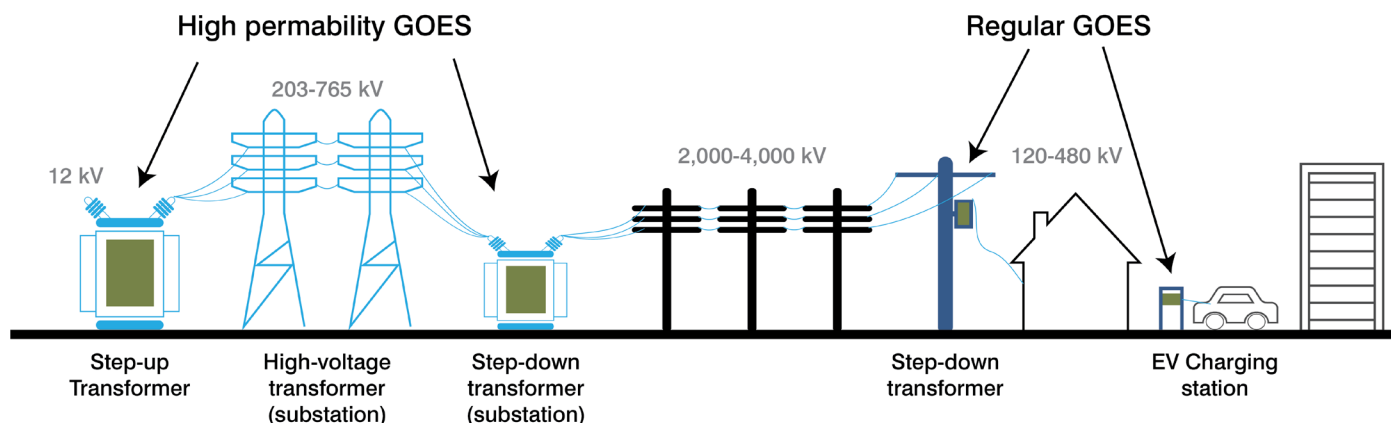 High permability GOES
Regular GOES
203-765 kV
12 kV
2,000-4,000 kV
120-480 kV
Step-up
Transformer
High-voltage
transformer
(substation)
Step-down
transformer
(substation)
Step-down
transformer
EV Charging
station